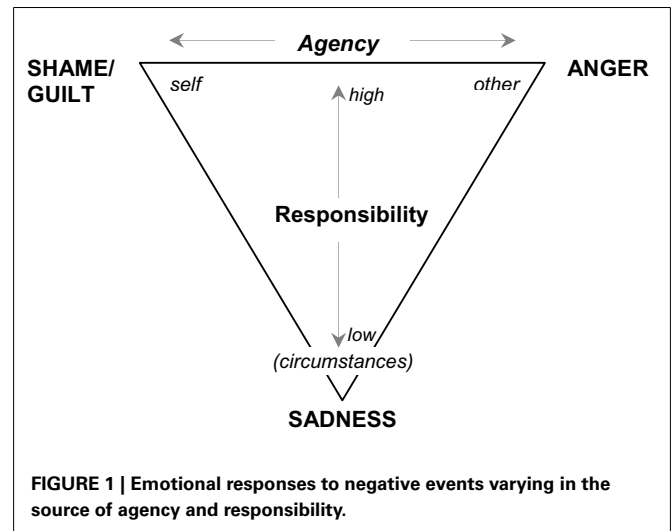 Agency
SHAME/
GUILT
ANGER
self
other
high
Responsibility
low
(circumstances)
SADNESS
FIGURE 1 | Emotional responses to negative events varying in the
source of agency and responsibility.